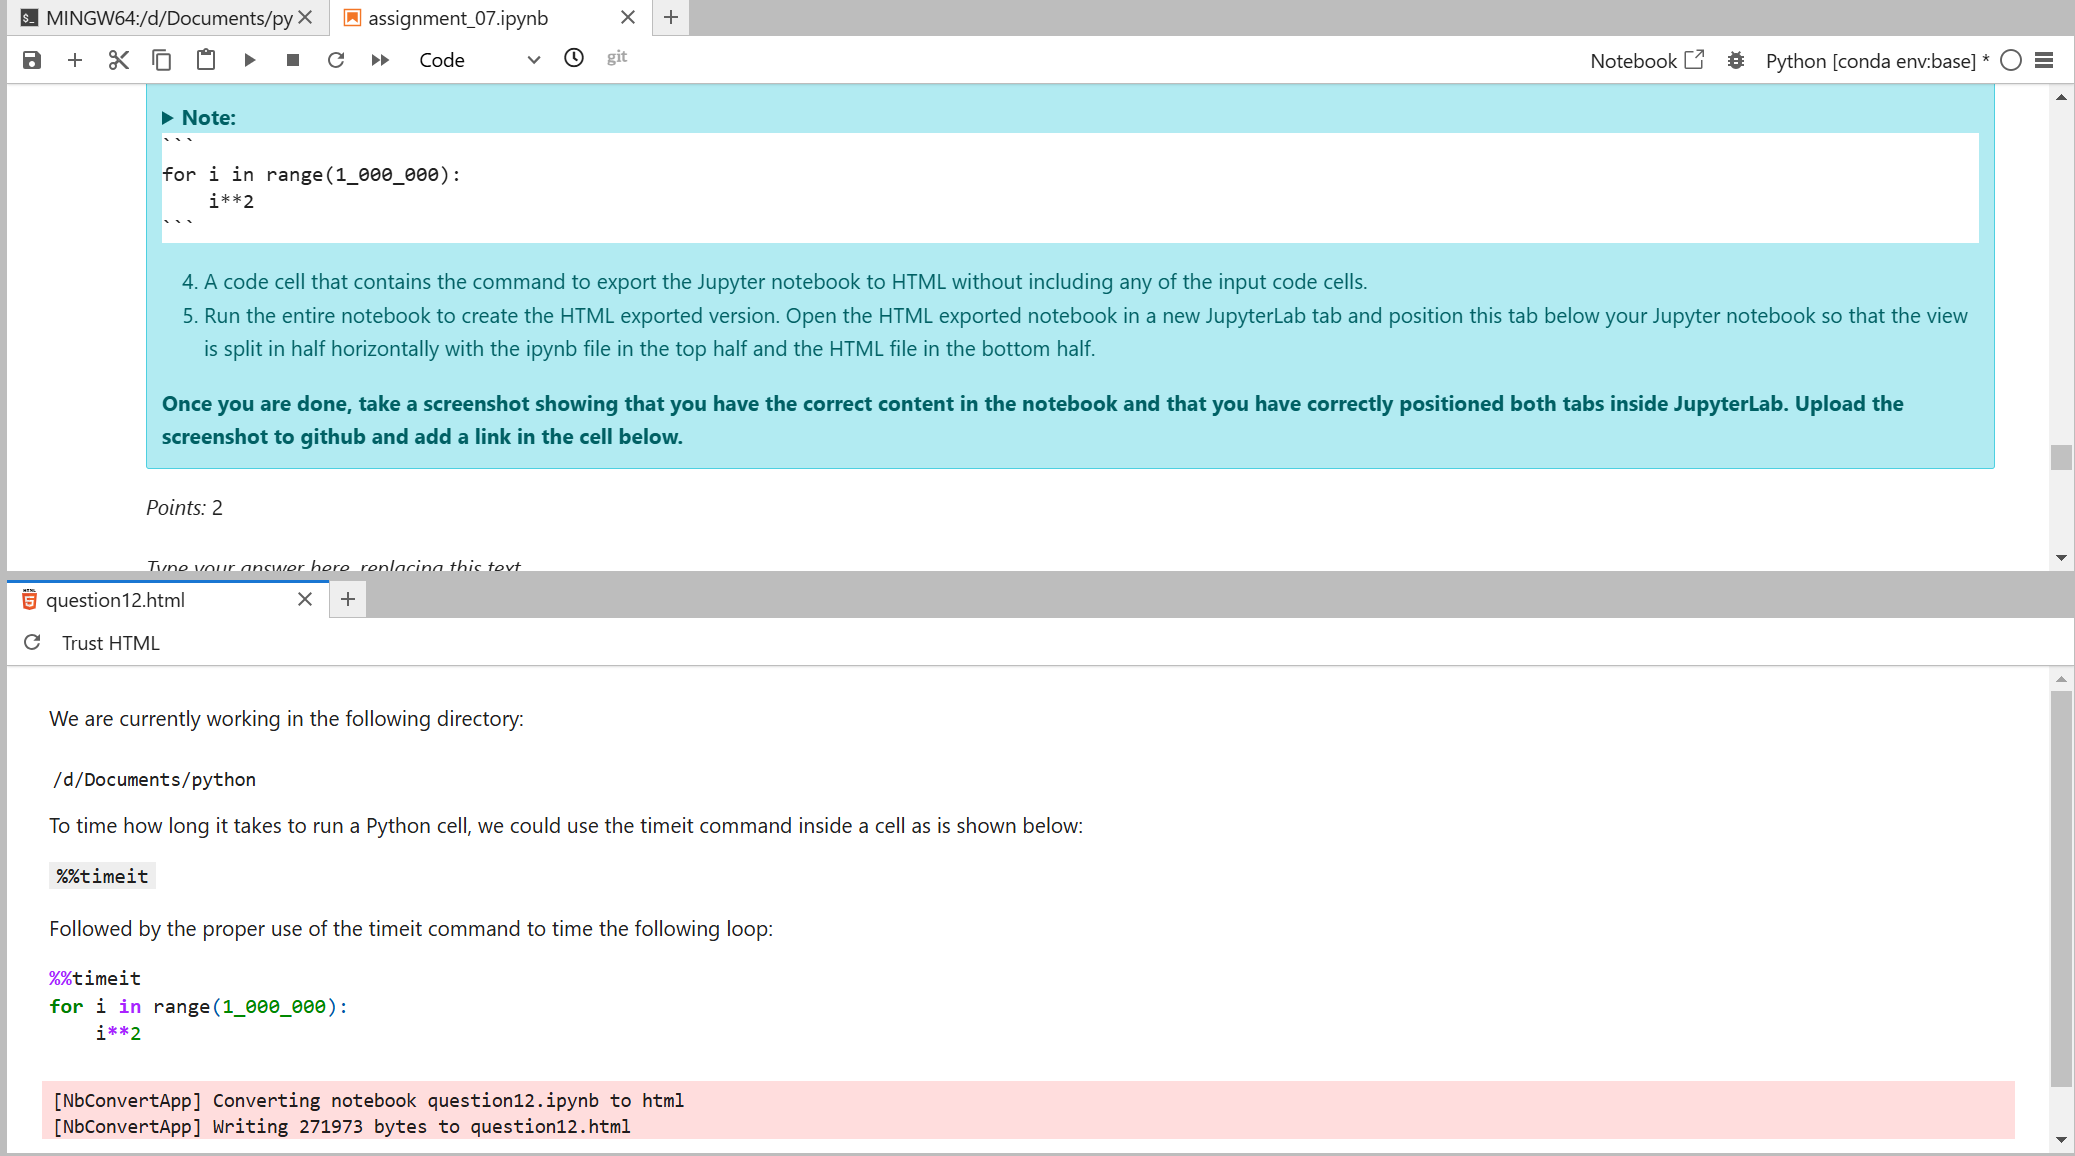 MINGW64:/d/Documents/py
assignment_07.ipynb
Code
git
Notebook
Python [conda env:base] *
Note:
```
for i in range(1_000_000):
    i**2
```
4. A code cell that contains the command to export the Jupyter notebook to HTML without including any of the input code cells.
5. Run the entire notebook to create the HTML exported version. Open the HTML exported notebook in a new JupyterLab tab and position this tab below your Jupyter notebook so that the view
is split in half horizontally with the ipynb file in the top half and the HTML file in the bottom half.
Once you are done, take a screenshot showing that you have the correct content in the notebook and that you have correctly positioned both tabs inside JupyterLab. Upload the
screenshot to github and add a link in the cell below.
Points: 2
Type your answer here, replacing this text
question12.html
Trust HTML
We are currently working in the following directory:
/d/Documents/python
To time how long it takes to run a Python cell, we could use the timeit command inside a cell as is shown below:
%%timeit
Followed by the proper use of the timeit command to time the following loop:
%%timeit
for i in range(1_000_000):
    i**2
[NbConvertApp] Converting notebook question12.ipynb to html
[NbConvertApp] Writing 271973 bytes to question12.html